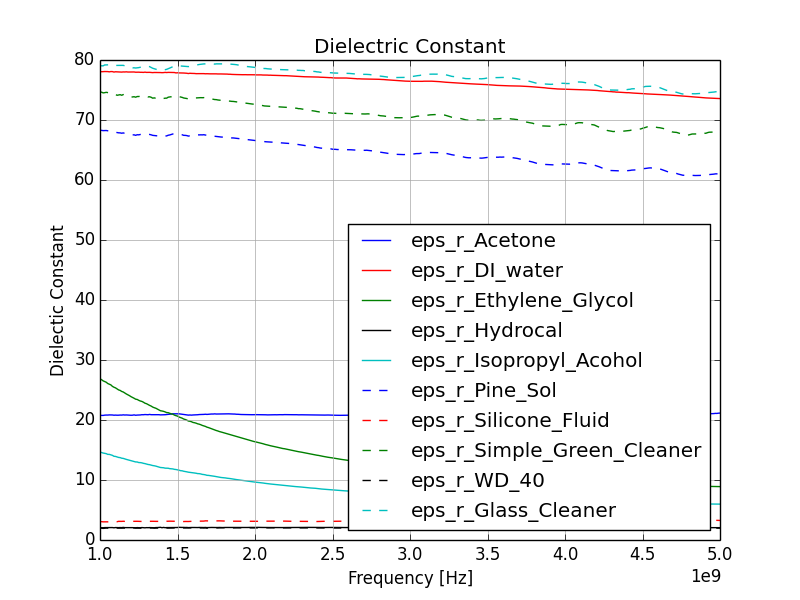 Dielectric Constant
80
70
60
50
40
30
20
10
0
Dielectic Constant
eps_r_Acetone
eps_r_DI_water
eps_r_Ethylene_Glycol
eps_r_Hydrocal
eps_r_Isopropyl_Acohol
eps_r_Pine_Sol
eps_r_Silicone_Fluid
eps_r_Simple_Green_Cleaner
eps_r_WD_40
eps_r_Glass_Cleaner
1.0 1.5 2.0 2.5 3.0 3.5 4.0 4.5 5.0
Frequency [Hz]
1e9